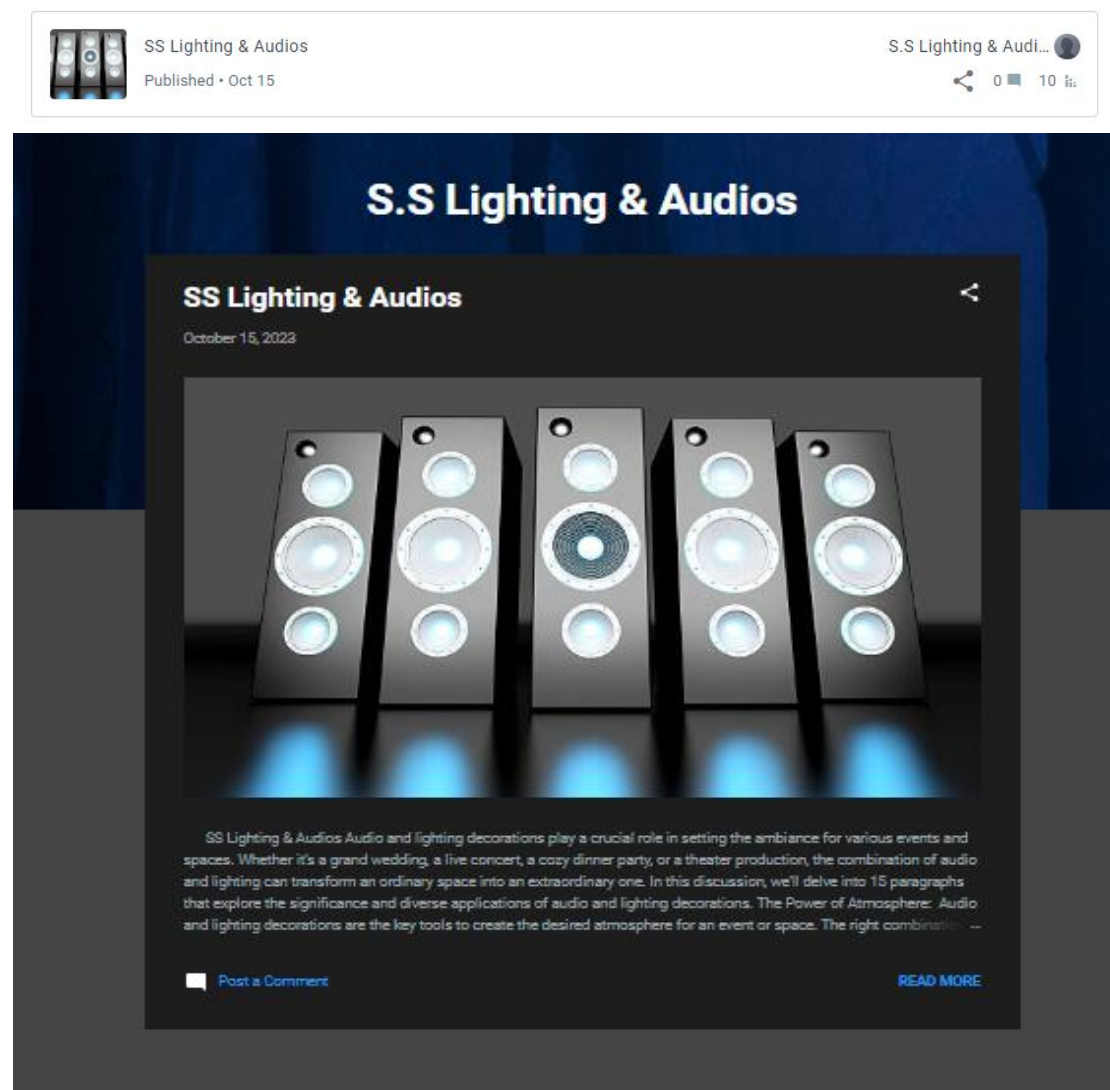 SS Lighting & Audios
S.S Lighting & Audi...
Published • Oct 15
0
10
S.S Lighting & Audios
SS Lighting & Audios
October 15, 2023
SS Lighting & Audios Audio and lighting decorations play a crucial role in setting the ambiance for various events and
spaces. Whether it's a grand wedding, a live concert, a cozy dinner party, or a theater production, the combination of audio
and lighting can transform an ordinary space into an extraordinary one. In this discussion, we'll delve into 15 paragraphs
that explore the significance and diverse applications of audio and lighting decorations. The Power of Atmosphere: Audio
and lighting decorations are the key tools to create the desired atmosphere for an event or space. The right combinatio ...
Post a Comment
READ MORE